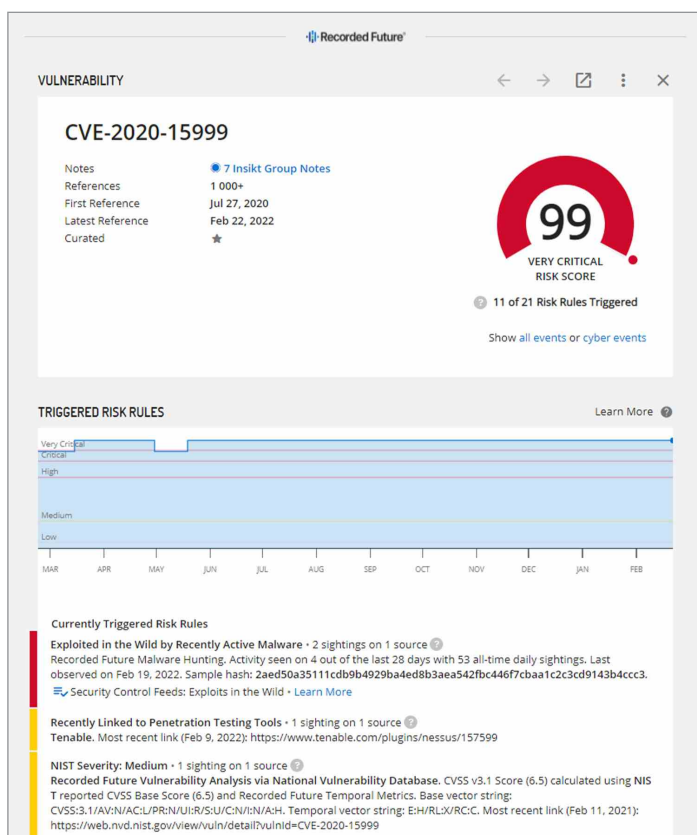 Recorded Future®
VULNERABILITY
CVE-2020-15999
Notes 7 Insikt Group Notes
References 1 000+
First Reference Jul 27, 2020
Latest Reference Feb 22, 2022
Curated
99
VERY CRITICAL
RISK SCORE
11 of 21 Risk Rules Triggered
Show all events or cyber events
TRIGGERED RISK RULES Learn More
Very Critical
Critical
High
Medium
Low
MAR APR MAY JUN JUL AUG SEP OCT NOV DEC JAN FEB
Currently Triggered Risk Rules
Exploited in the Wild by Recently Active Malware • 2 sightings on 1 source
Recorded Future Malware Hunting. Activity seen on 4 out of the last 28 days with 53 all-time daily sightings. Last
observed on Feb 19, 2022. Sample hash: 2aed50a35111cdb9b4929ba4ed8b3aea542fbc446f7cbaa1c2c3cd9143b4ccc3.
Security Control Feeds: Exploits in the Wild • Learn More
Recently Linked to Penetration Testing Tools • 1 sighting on 1 source
Tenable. Most recent link (Feb 9, 2022): https://www.tenable.com/plugins/nessus/157599
NIST Severity: Medium • 1 sighting on 1 source
Recorded Future Vulnerability Analysis via National Vulnerability Database. CVSS v3.1 Score (6.5) calculated using NIS
T reported CVSS Base Score (6.5) and Recorded Future Temporal Metrics. Base vector string:
CVSS:3.1/AV:N/AC:L/PR:N/UI:R/S:U/C:N/I:N/A:H. Temporal vector string: E:H/RL:X/RC:C. Most recent link (Feb 11, 2021):
https://web.nvd.nist.gov/view/vuln/detail?vulnId=CVE-2020-15999